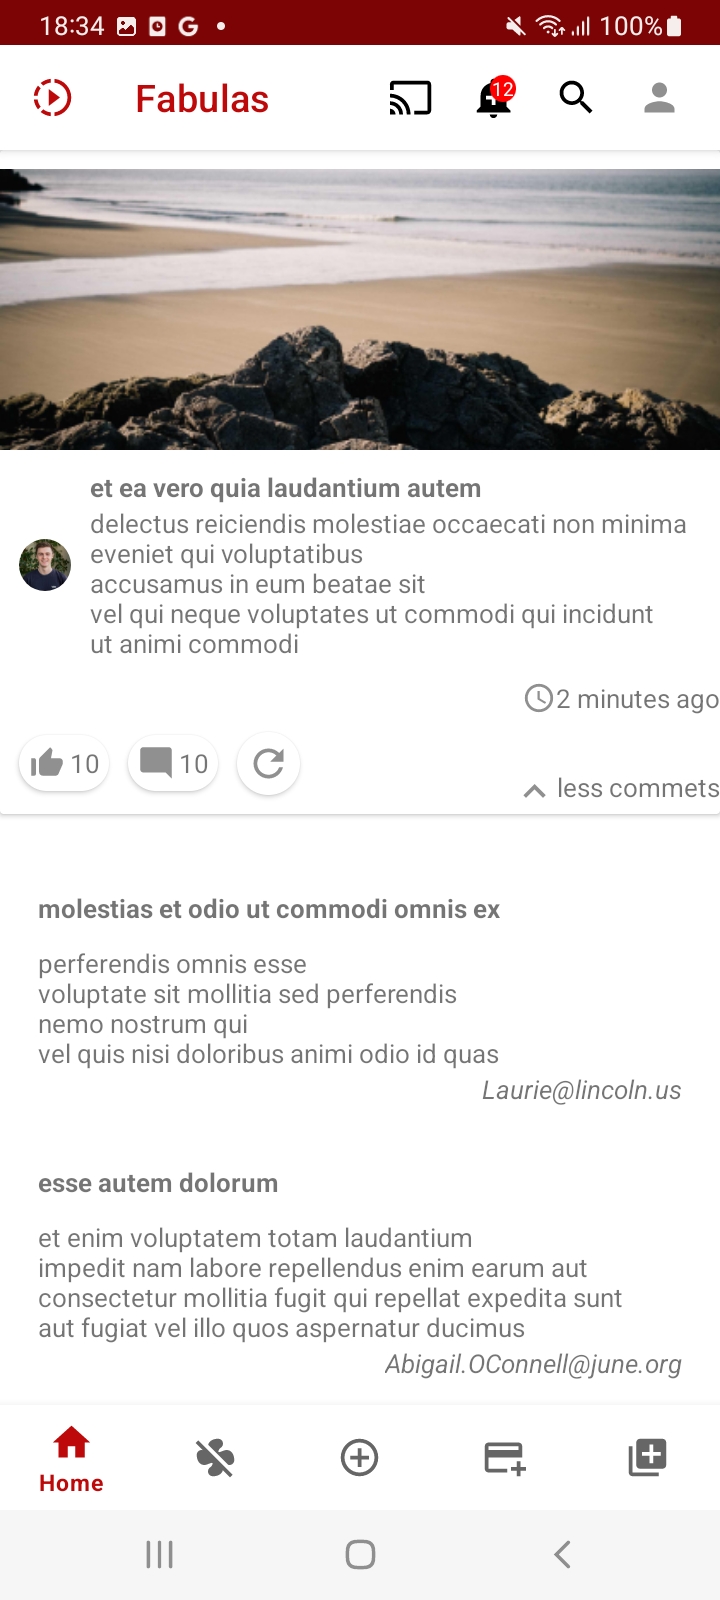 18:34
100%
Fabulas
12
et ea vero quia laudantium autem
delectus reiciendis molestiae occaecati non minima
eveniet qui voluptatibus
accusamus in eum beatae sit
vel qui neque voluptates ut commodi qui incidunt
ut animi commodi
2 minutes ago
10
10
less commets
molestias et odio ut commodi omnis ex
perferendis omnis esse
voluptate sit mollitia sed perferendis
nemo nostrum qui
vel quis nisi doloribus animi odio id quas
Laurie@lincoln.us
esse autem dolorum
et enim voluptatem totam laudantium
impedit nam labore repellendus enim earum aut
consectetur mollitia fugit qui repellat expedita sunt
aut fugiat vel illo quos aspernatur ducimus
Abigail.OConnell@june.org
Home